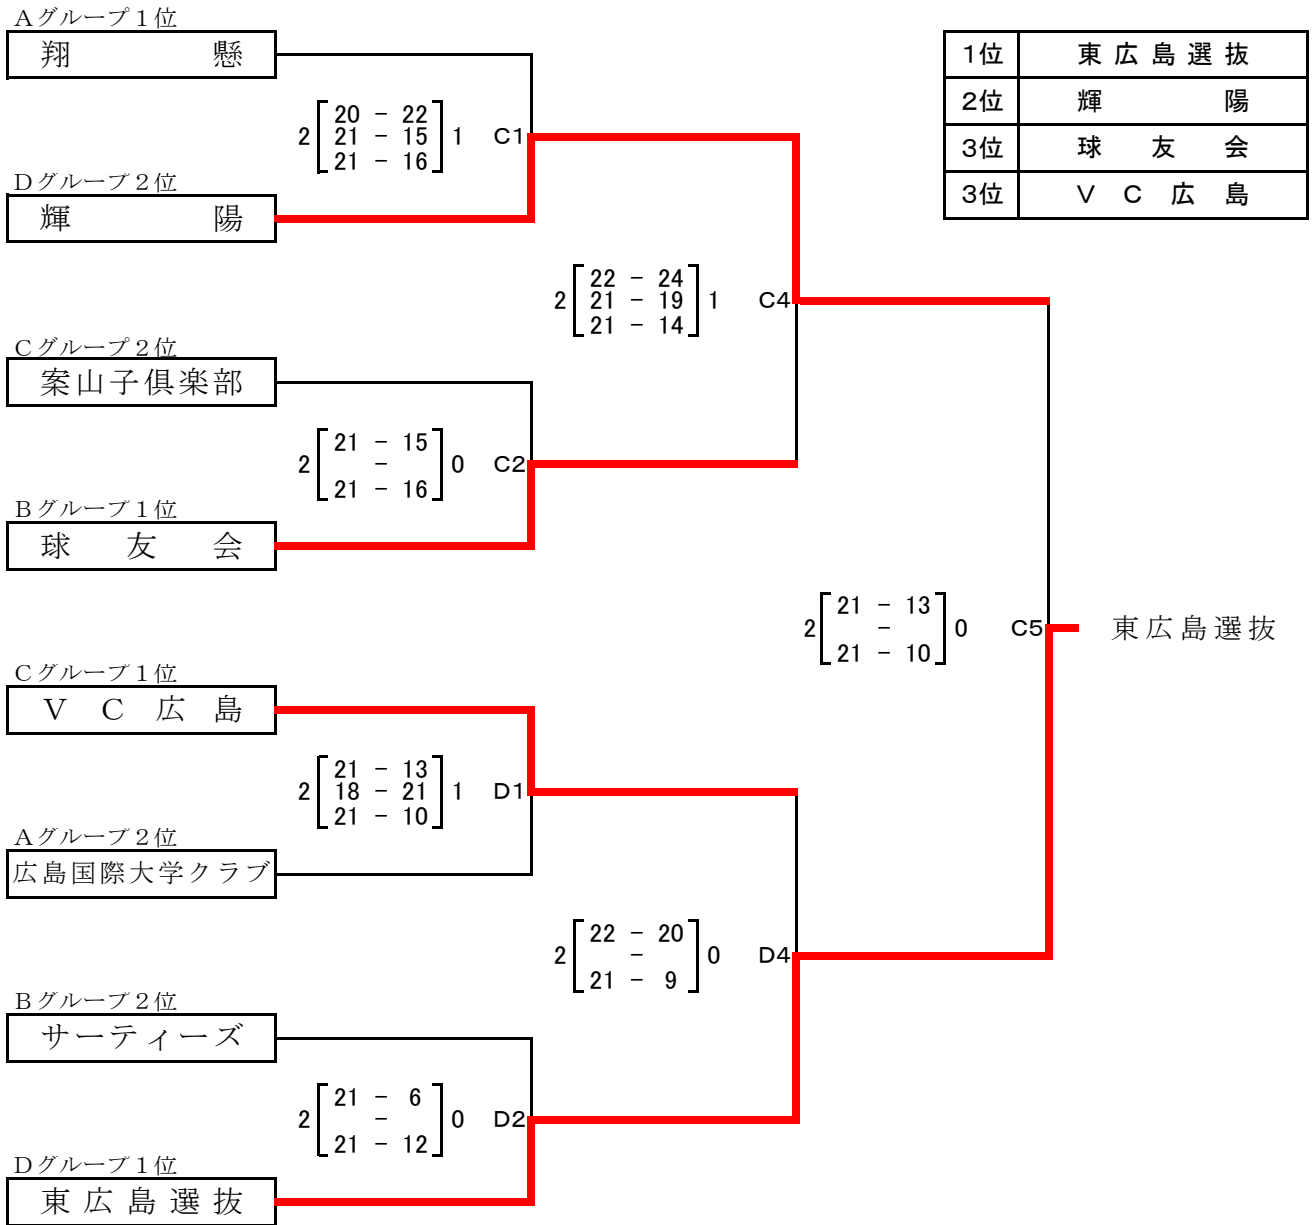 Aグループ1位
翔懸
Dグループ2位
輝陽
2 20 - 22 1 C1
21 - 15
21 - 16
Cグループ2位
案山子倶楽部
Bグループ1位
球友会
2 21 - 15 0 C2
-
21 - 16
2 22 - 24 1 C4
21 - 19
21 - 14
Cグループ1位
VC広島
Aグループ2位
広島国際大学クラブ
2 21 - 13 1 D1
18 - 21
21 - 10
Bグループ2位
サーティーズ
Dグループ1位
東広島選抜
2 21 - 6 0 D2
-
21 - 12
2 22 - 20 0 D4
-
21 - 9
2 21 - 13 0 C5
-
21 - 10
東広島選抜
1位 東広島選抜
2位 輝陽
3位 球友会
3位 VC広島